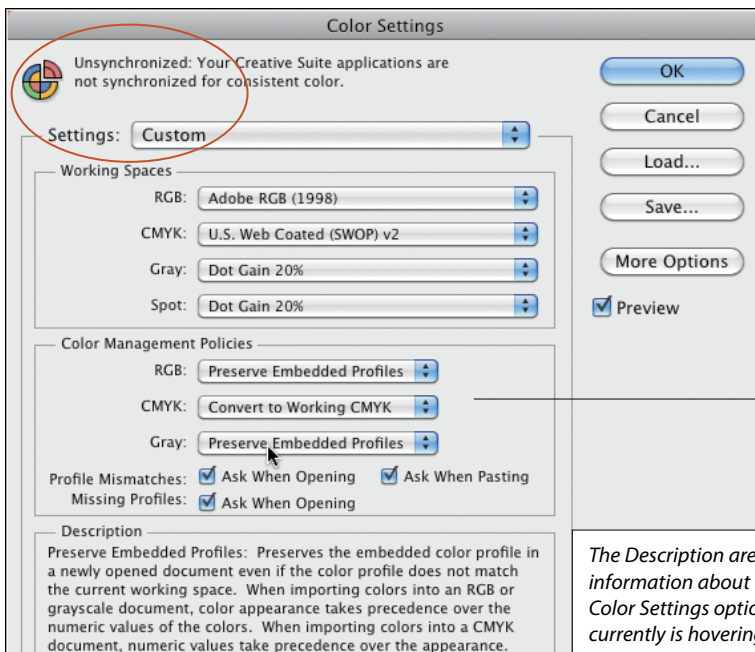 Color Settings
Unsynchronized: Your Creative Suite applications are
not synchronized for consistent color.
OK
Cancel
Load...
Save...
More Options
Preview
Settings: Custom
Working Spaces
RGB: Adobe RGB (1998)
CMYK: U.S. Web Coated (SWOP) v2
Gray: Dot Gain 20%
Spot: Dot Gain 20%
Color Management Policies
RGB: Preserve Embedded Profiles
CMYK: Convert to Working CMYK
Gray: Preserve Embedded Profiles
Profile Mismatches: Ask When Opening Ask When Pasting
Missing Profiles: Ask When Opening
Description
Preserve Embedded Profiles: Preserves the embedded color profile in
a newly opened document even if the color profile does not match
the current working space. When importing colors into an RGB or
grayscale document, color appearance takes precedence over the
numeric values of the colors. When importing colors into a CMYK
document, numeric values take precedence over the appearance.
The Description are
information about
Color Settings optio
currently is hovering